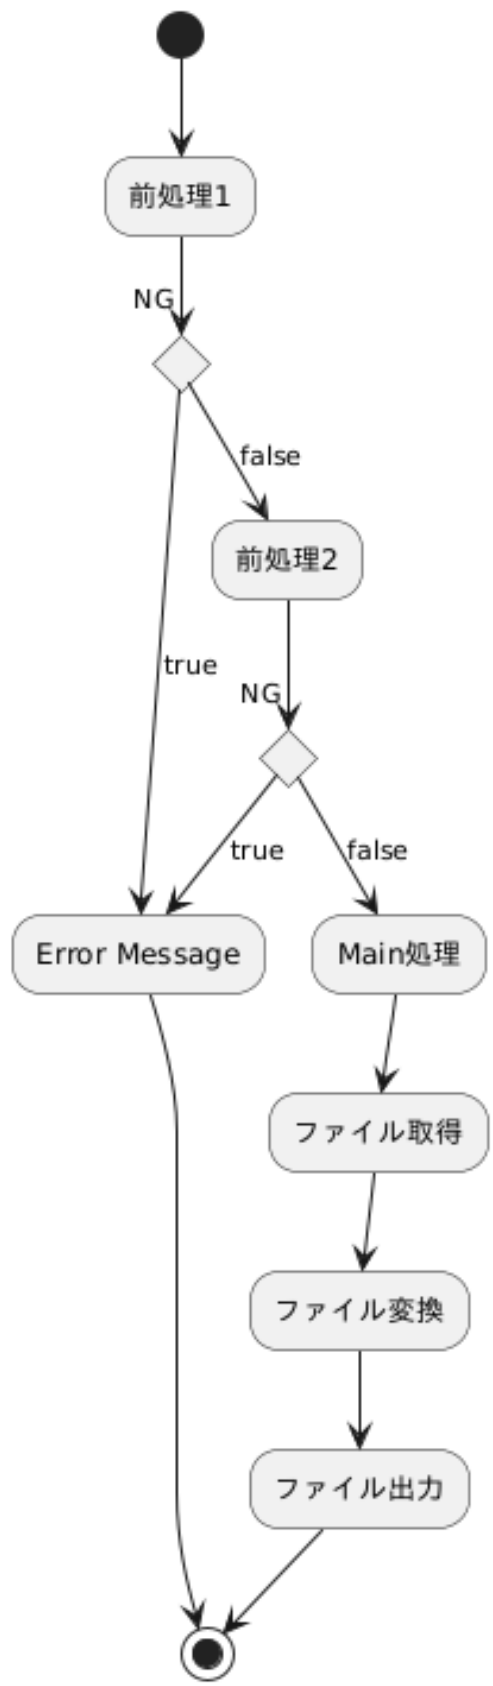 前処理1
NG
false
前処理2
true
NG
true
false
Error Message
Main処理
ファイル取得
ファイル変換
ファイル出力